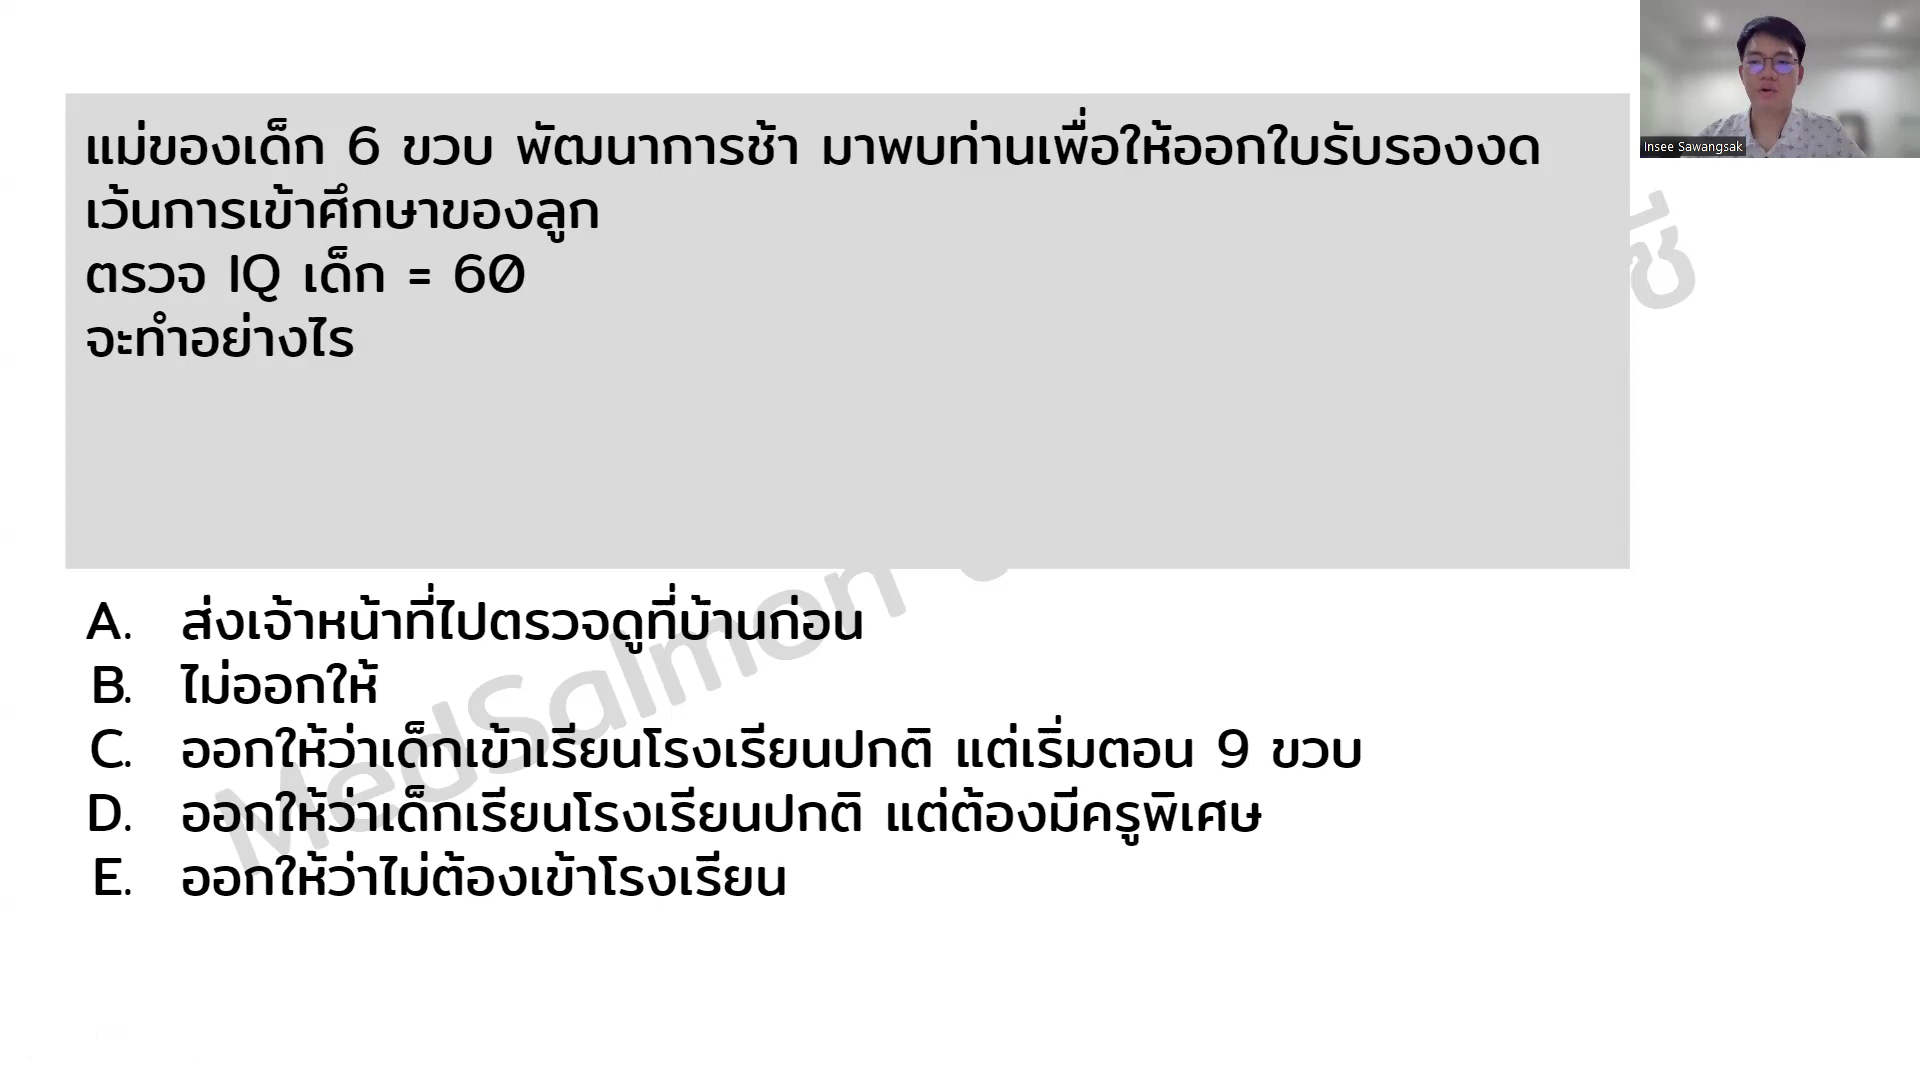 Insee Sawangsak
แม่ของเด็ก 6 ขวบ พัฒนาการช้า มาพบท่านเพื่อให้ออกใบรับรองงด
เว้นการเข้าศึกษาของลูก
ตรวจ IQ เด็ก = 60
จะทำอย่างไร
A. ส่งเจ้าหน้าที่ไปตรวจดูที่บ้านก่อน
B. ไม่ออกให้
C. ออกให้ว่าเด็กเข้าเรียนโรงเรียนปกติ แต่เริ่มตอน 9 ขวบ
D. ออกให้ว่าเด็กเรียนโรงเรียนปกติ แต่ต้องมีครูพิเศษ
E. ออกให้ว่าไม่ต้องเข้าโรงเรียน
MedSalmon